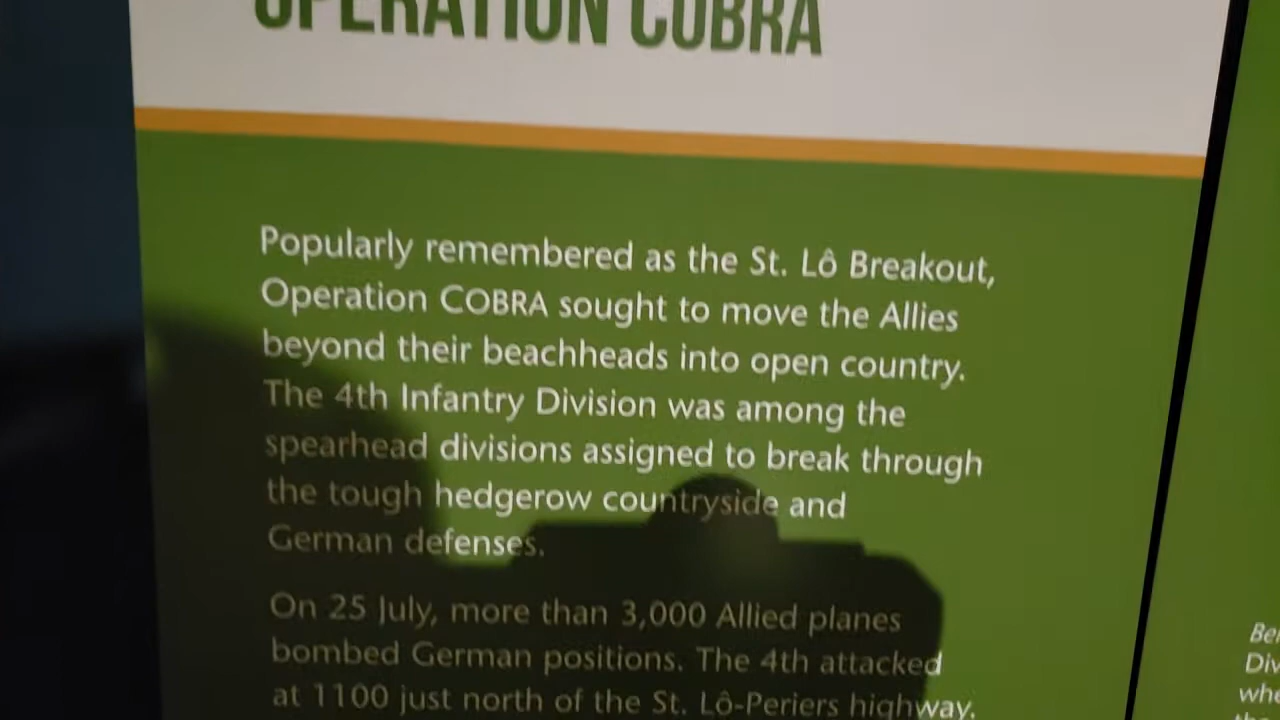 OPERATION COBRA
Popularly remembered as the St. Lô Breakout,
Operation COBRA sought to move the Allies
beyond their beachheads into open country.
The 4th Infantry Division was among the
spearhead divisions assigned to break through
the tough hedgerow countryside and
German defenses.
On 25 July, more than 3,000 Allied planes
bombed German positions. The 4th attacked
at 1100 just north of the St. Lô-Periers highway.